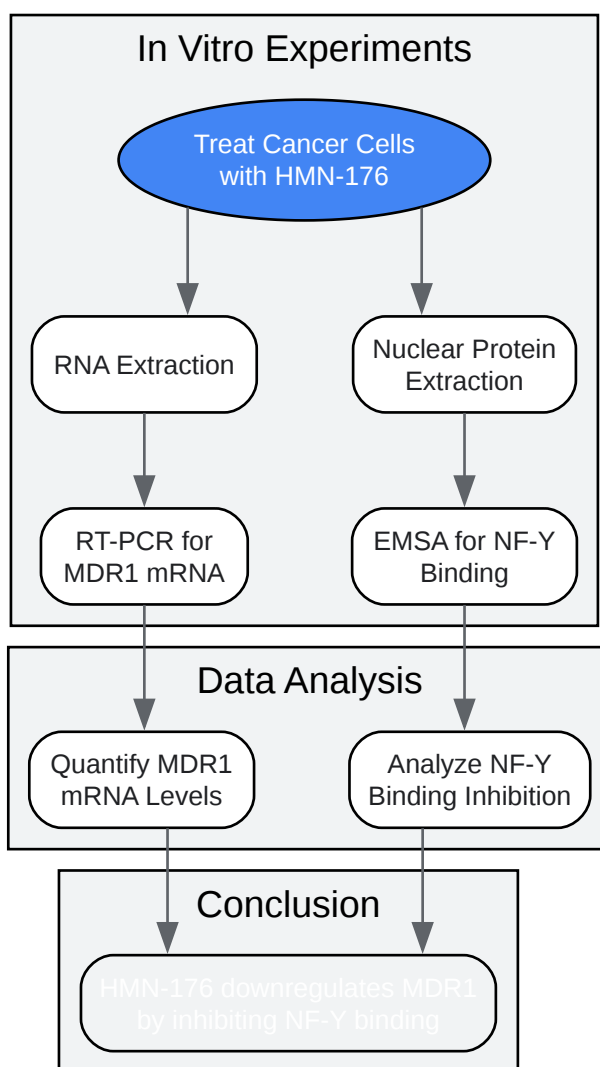 In Vitro Experiments
Treat Cancer Cells
with HMN-176
RNA Extraction
Nuclear Protein
Extraction
RT-PCR for
MDR1 mRNA
EMSA for NF-Y
Binding
Data Analysis
Quantify MDR1
mRNA Levels
Analyze NF-Y
Binding Inhibition
Conclusion
HMN-176 downregulates MDR1
by inhibiting NF-Y binding